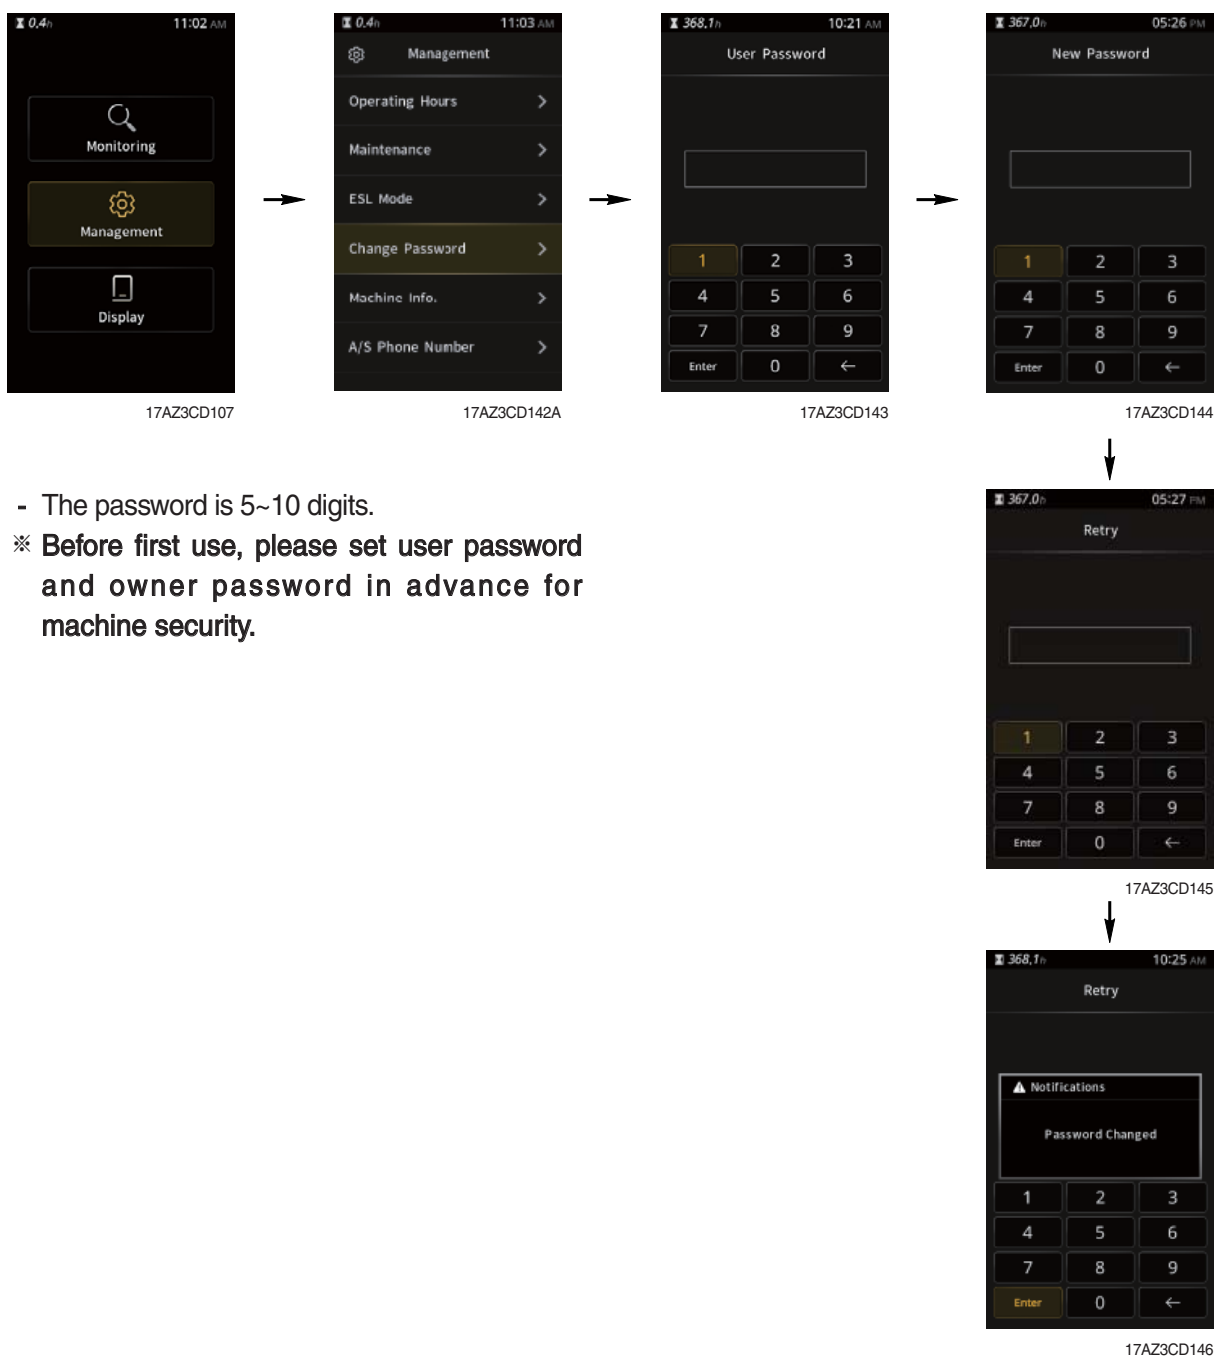 0.4h 11:02 AM
Monitoring
Management
Display
17AZ3CD107
0.4h 11:03 AM
Management
Operating Hours
Maintenance
ESL Mode
Change Password
Machine Info.
A/S Phone Number
17AZ3CD142A
368.1h 10:21 AM
User Password
1 2 3
4 5 6
7 8 9
Enter 0 ←
17AZ3CD143
367.0h 05:26 PM
New Password
1 2 3
4 5 6
7 8 9
Enter 0 ←
17AZ3CD144
- The password is 5~10 digits.
※ Before first use, please set user password
and owner password in advance for
machine security.
367.0h 05:27 PM
Retry
1 2 3
4 5 6
7 8 9
Enter 0 ←
17AZ3CD145
368.1h 10:25 AM
Retry
Notifications
Password Changed
1 2 3
4 5 6
7 8 9
Enter 0 ←
17AZ3CD146